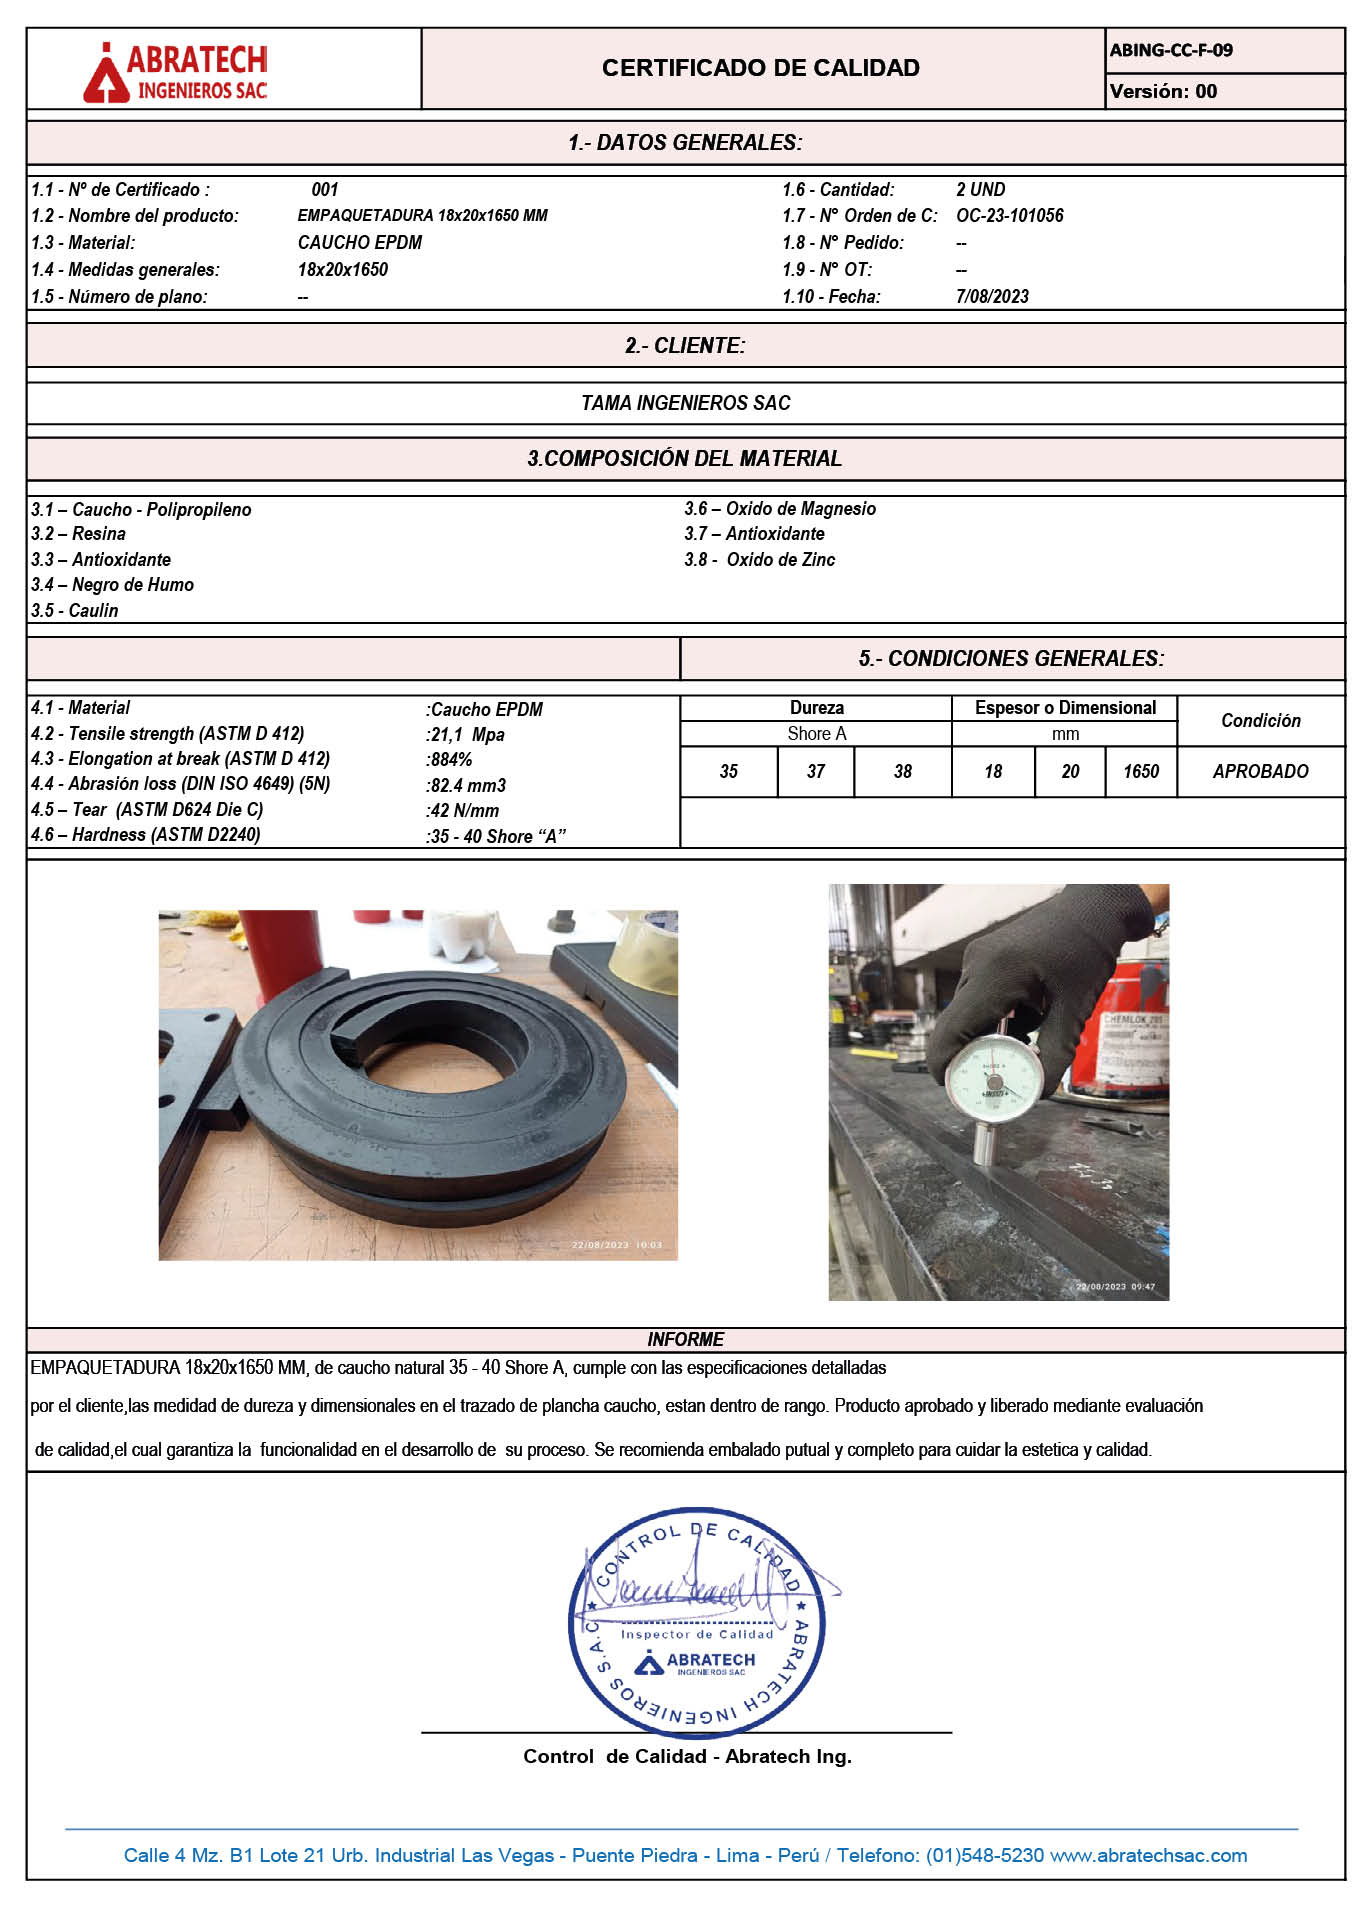 ABRATECH
INGENIEROS SAC
CERTIFICADO DE CALIDAD
ABING-CC-F-09
Versión: 00
1.- DATOS GENERALES:
1.1 - Nº de Certificado : 001
1.2 - Nombre del producto: EMPAQUETADURA 18x20x1650 MM
1.3 - Material: CAUCHO EPDM
1.4 - Medidas generales: 18x20x1650
1.5 - Número de plano: --
1.6 - Cantidad: 2 UND
1.7 - N° Orden de C: OC-23-101056
1.8 - N° Pedido: --
1.9 - N° OT: --
1.10 - Fecha: 7/08/2023
2.- CLIENTE:
TAMA INGENIEROS SAC
3.COMPOSICIÓN DEL MATERIAL
3.1 – Caucho - Polipropileno
3.2 – Resina
3.3 – Antioxidante
3.4 – Negro de Humo
3.5 - Caulin
3.6 – Oxido de Magnesio
3.7 – Antioxidante
3.8 - Oxido de Zinc
4.1 - Material :Caucho EPDM
4.2 - Tensile strength (ASTM D 412) :21,1 Mpa
4.3 - Elongation at break (ASTM D 412) :884%
4.4 - Abrasión loss (DIN ISO 4649) (5N) :82.4 mm3
4.5 – Tear (ASTM D624 Die C) :42 N/mm
4.6 – Hardness (ASTM D2240) :35 - 40 Shore “A”
5.- CONDICIONES GENERALES:
Dureza Espesor o Dimensional Condición
Shore A mm
35 37 38 18 20 1650 APROBADO
22/08/2023 10:03
CHEMLOK 205
SHORE A
22/08/2023 09:47
INFORME
EMPAQUETADURA 18x20x1650 MM, de caucho natural 35 - 40 Shore A, cumple con las especificaciones detalladas
por el cliente,las medidad de dureza y dimensionales en el trazado de plancha caucho, estan dentro de rango. Producto aprobado y liberado mediante evaluación
de calidad,el cual garantiza la funcionalidad en el desarrollo de su proceso. Se recomienda embalado putual y completo para cuidar la estetica y calidad.
CONTROL DE CALIDAD
Inspector de Calidad
ABRATECH
INGENIEROS SAC
ABRATECH INGENIEROS S.A.C
Control de Calidad - Abratech Ing.
Calle 4 Mz. B1 Lote 21 Urb. Industrial Las Vegas - Puente Piedra - Lima - Perú / Telefono: (01)548-5230 www.abratechsac.com